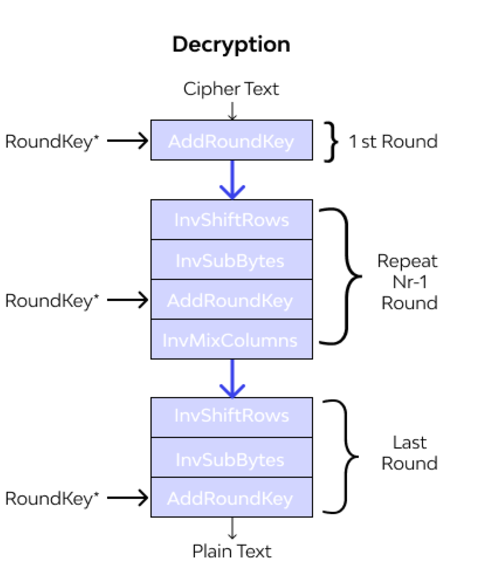 Decryption
Cipher Text
RoundKey*
AddRoundKey
1 st Round
InvShiftRows
InvSubBytes
RoundKey*
AddRoundKey
InvMixColumns
Repeat
Nr-1
Round
InvShiftRows
InvSubBytes
RoundKey*
AddRoundKey
Last
Round
Plain Text